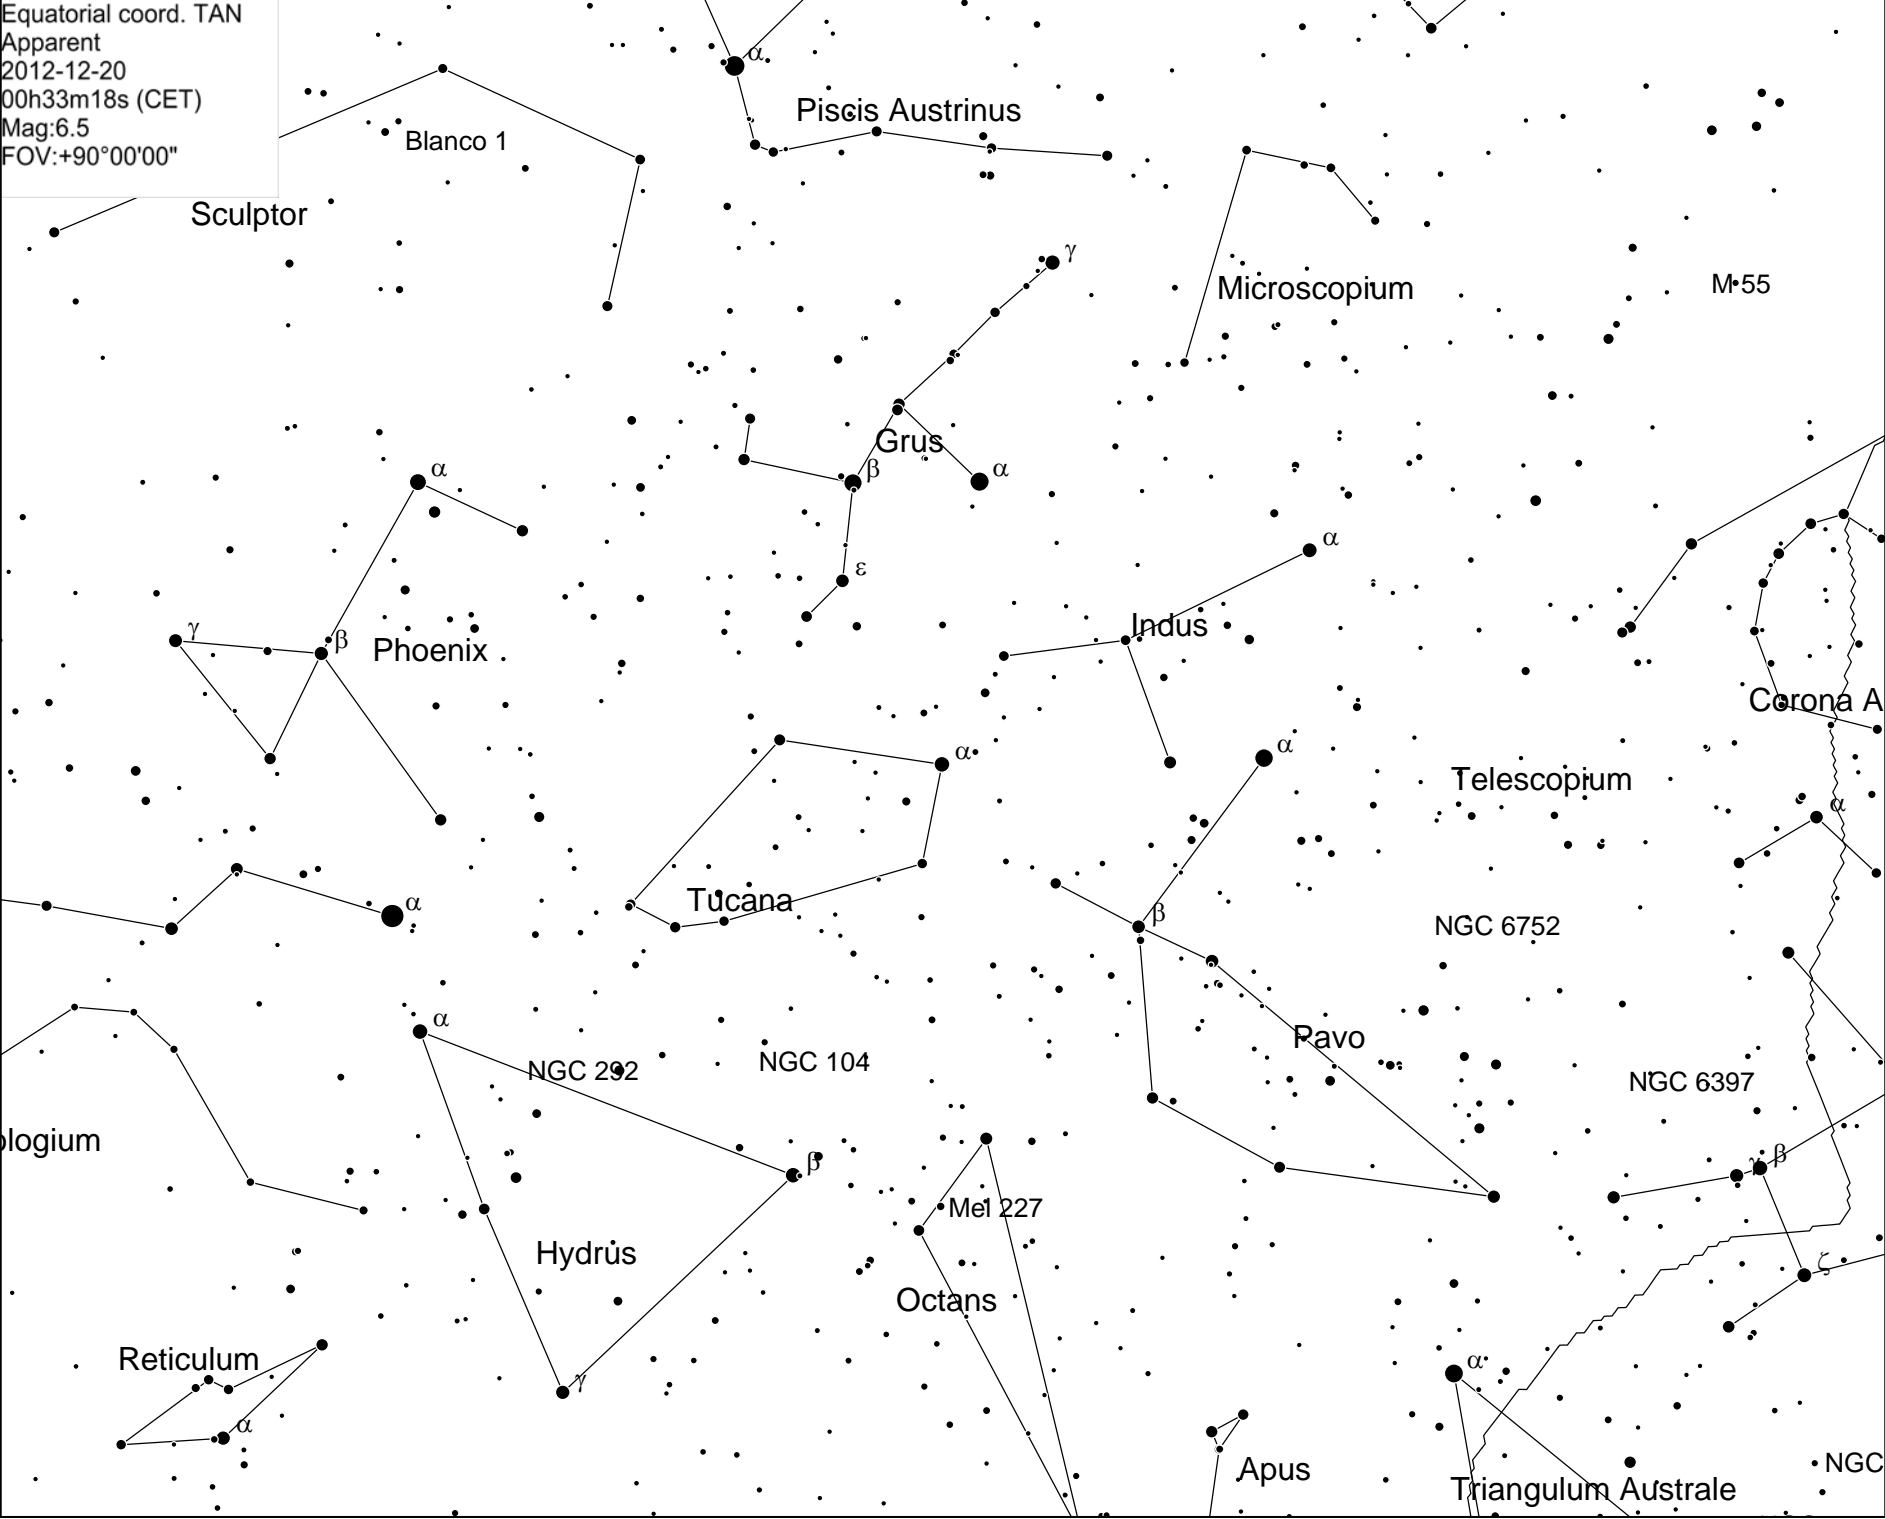 Equatorial coord. TAN
Apparent
2012-12-20
00h33m18s (CET)
Mag:6.5
FOV:+90°00'00"
α
Piscis Austrinus
Blanco 1
Sculptor
γ
Microscopium
M 55
Grus
β
α
α
α
ε
Indus
γ
β
Phoenix
Corona A
α
α
Telescopium
α
Tucana
α
β
NGC 6752
α
Pavo
NGC 292
NGC 104
NGC 6397
ologium
β
γ
β
Mel 227
Hydrus
ζ
Octans
Reticulum
α
γ
α
Apus
NGC
Triangulum Australe